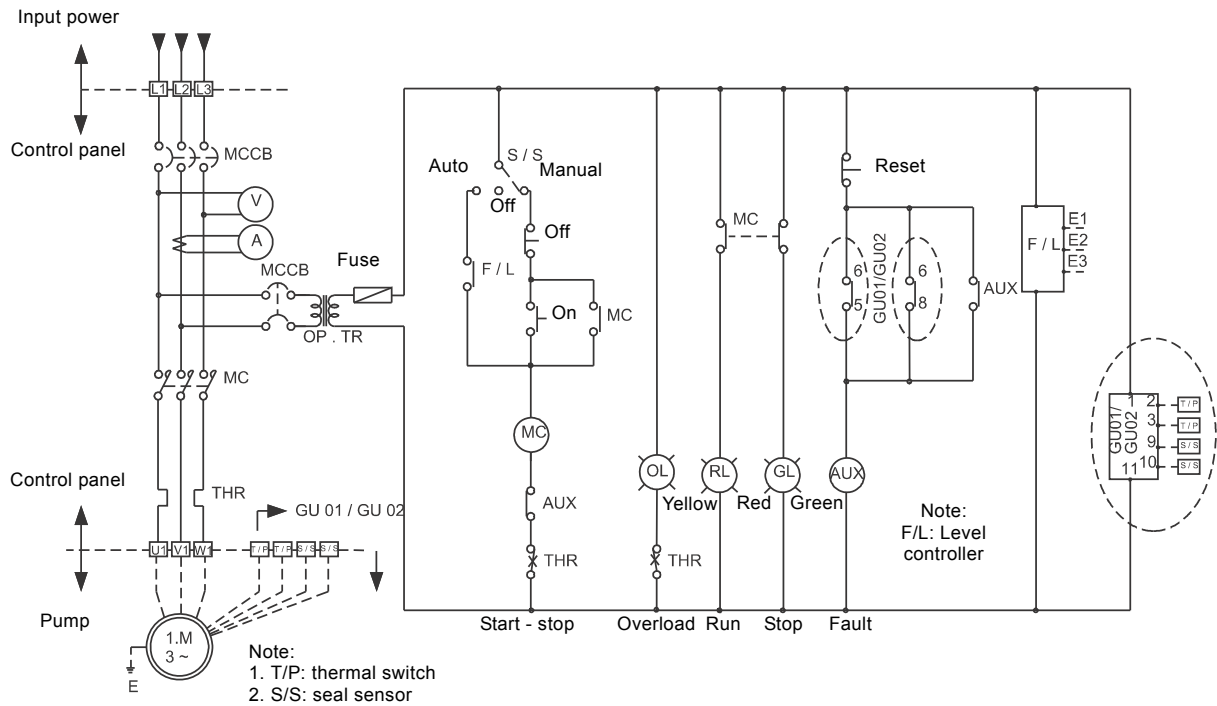 Input power
L1 L2 L3
Control panel
MCCB
V
A
MCCB
Fuse
OP . TR
MC
Control panel
THR
GU 01 / GU 02
U1 V1 W1 T / P T / P S / S S / S
Pump
1.M
3 ~
E
Note:
1. T/P: thermal switch
2. S/S: seal sensor
S / S
Auto
Manual
Off
Off
F / L
On
MC
MC
AUX
THR
Start - stop
OL
Yellow
THR
Overload
MC
RL
Red
Run
GL
Green
Stop
Reset
6
5
GU01/GU02
6
8
AUX
AUX
Fault
F / L
E1
E2
E3
Note:
F/L: Level
controller
GU01/
GU02
1
2 T / P
3 T / P
9 S / S
11 10 S / S